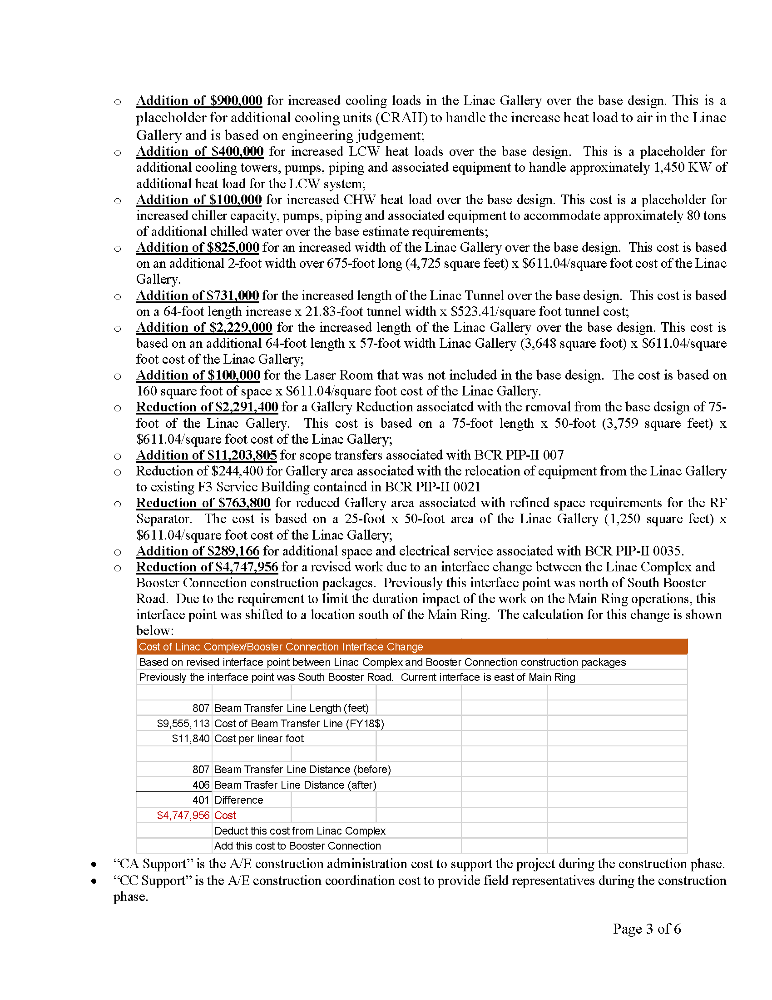 o Addition of $900,000 for increased cooling loads in the Linac Gallery over the base design. This is a
placeholder for additional cooling units (CRAH) to handle the increase heat load to air in the Linac
Gallery and is based on engineering judgement;
o Addition of $400,000 for increased LCW heat loads over the base design. This is a placeholder for
additional cooling towers, pumps, piping and associated equipment to handle approximately 1,450 KW of
additional heat load for the LCW system;
o Addition of $100,000 for increased CHW heat load over the base design. This cost is a placeholder for
increased chiller capacity, pumps, piping and associated equipment to accommodate approximately 80 tons
of additional chilled water over the base estimate requirements;
o Addition of $825,000 for an increased width of the Linac Gallery over the base design. This cost is based
on an additional 2-foot width over 675-foot long (4,725 square feet) x $611.04/square foot cost of the Linac
Gallery.
o Addition of $731,000 for the increased length of the Linac Tunnel over the base design. This cost is based
on a 64-foot length increase x 21.83-foot tunnel width x $523.41/square foot tunnel cost;
o Addition of $2,229,000 for the increased length of the Linac Gallery over the base design. This cost is
based on an additional 64-foot length x 57-foot width Linac Gallery (3,648 square foot) x $611.04/square
foot cost of the Linac Gallery;
o Addition of $100,000 for the Laser Room that was not included in the base design. The cost is based on
160 square foot of space x $611.04/square foot cost of the Linac Gallery.
o Reduction of $2,291,400 for a Gallery Reduction associated with the removal from the base design of 75-
foot of the Linac Gallery. This cost is based on a 75-foot length x 50-foot (3,759 square feet) x
$611.04/square foot cost of the Linac Gallery;
o Addition of $11,203,805 for scope transfers associated with BCR PIP-II 007
o Reduction of $244,400 for Gallery area associated with the relocation of equipment from the Linac Gallery
to existing F3 Service Building contained in BCR PIP-II 0021
o Reduction of $763,800 for reduced Gallery area associated with refined space requirements for the RF
Separator. The cost is based on a 25-foot x 50-foot area of the Linac Gallery (1,250 square feet) x
$611.04/square foot cost of the Linac Gallery;
o Addition of $289,166 for additional space and electrical service associated with BCR PIP-II 0035.
o Reduction of $4,747,956 for a revised work due to an interface change between the Linac Complex and
Booster Connection construction packages. Previously this interface point was north of South Booster
Road. Due to the requirement to limit the duration impact of the work on the Main Ring operations, this
interface point was shifted to a location south of the Main Ring. The calculation for this change is shown
below:
Cost of Linac Complex/Booster Connection Interface Change
Based on revised interface point between Linac Complex and Booster Connection construction packages
Previously the interface point was South Booster Road. Current interface is east of Main Ring
807 Beam Transfer Line Length (feet)
$9,555,113 Cost of Beam Transfer Line (FY18$)
$11,840 Cost per linear foot
807 Beam Transfer Line Distance (before)
406 Beam Trasfer Line Distance (after)
401 Difference
$4,747,956 Cost
Deduct this cost from Linac Complex
Add this cost to Booster Connection
• “CA Support” is the A/E construction administration cost to support the project during the construction phase.
• “CC Support” is the A/E construction coordination cost to provide field representatives during the construction
phase.
Page 3 of 6